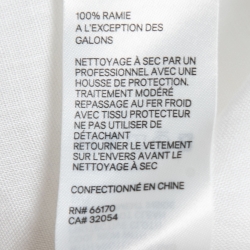 100% RAMIE
A L'EXCEPTION DES
GALONS
NETTOYAGE À SEC PAR UN
PROFESSIONNEL AVEC UNE
HOUSSE DE PROTECTION.
TRAITEMENT MODÉRÉ
REPASSAGE AU FER FROID
AVEC TISSU PROTECTEUR
NE PAS UTILISER DE
DÉTACHANT
RETOURNER LE VETEMENT
SUR L'ENVERS AVANT LE
NETTOYAGE À SEC
CONFECTIONNÉ EN CHINE
RN# 66170
CA# 32054